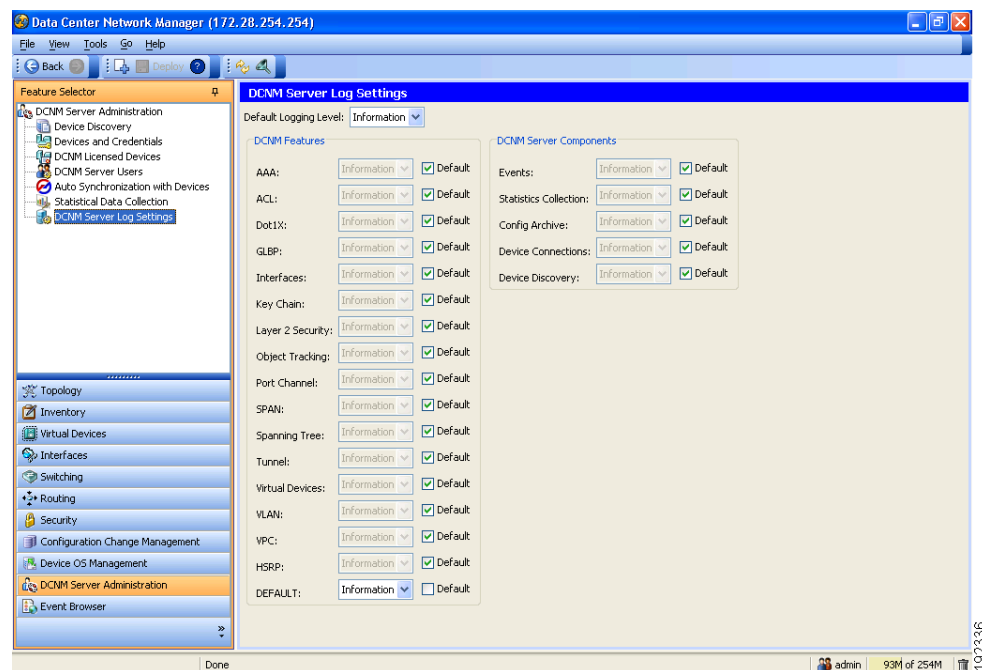 Data Center Network Manager (172.28.254.254)
File View Tools Go Help
Back Deploy
Feature Selector
DCNM Server Administration
Device Discovery
Devices and Credentials
DCNM Licensed Devices
DCNM Server Users
Auto Synchronization with Devices
Statistical Data Collection
DCNM Server Log Settings
Topology
Inventory
Virtual Devices
Interfaces
Switching
Routing
Security
Configuration Change Management
Device OS Management
DCNM Server Administration
Event Browser
DCNM Server Log Settings
Default Logging Level: Information
DCNM Features
AAA: Information Default
ACL: Information Default
Dot1X: Information Default
GLBP: Information Default
Interfaces: Information Default
Key Chain: Information Default
Layer 2 Security: Information Default
Object Tracking: Information Default
Port Channel: Information Default
SPAN: Information Default
Spanning Tree: Information Default
Tunnel: Information Default
Virtual Devices: Information Default
VLAN: Information Default
VPC: Information Default
HSRP: Information Default
DEFAULT: Information Default
DCNM Server Components
Events: Information Default
Statistics Collection: Information Default
Config Archive: Information Default
Device Connections: Information Default
Device Discovery: Information Default
Done
admin 93M of 254M
192336